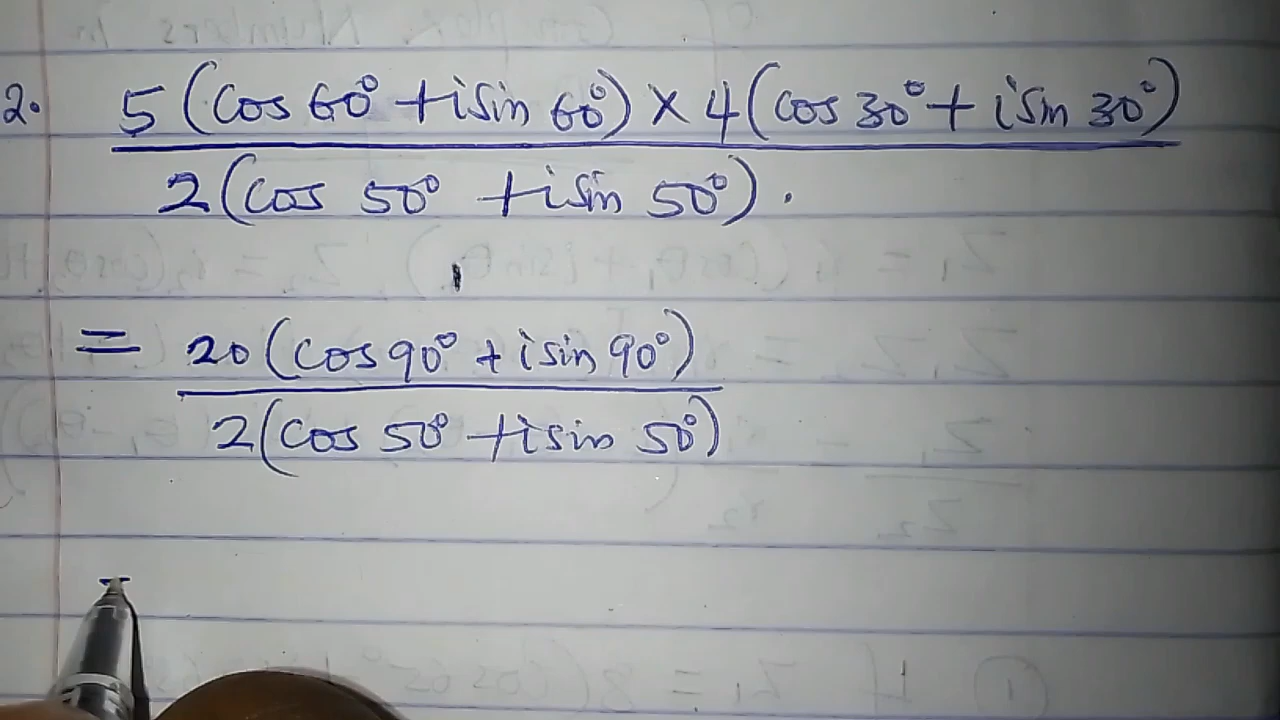 2. 5 (Cos 60° + i Sin 60°) × 4 (Cos 30° + i Sin 30°)
2 (Cos 50° + i Sin 50°).
= 20 (Cos 90° + i sin 90°)
2 (Cos 50° + i sin 50°)